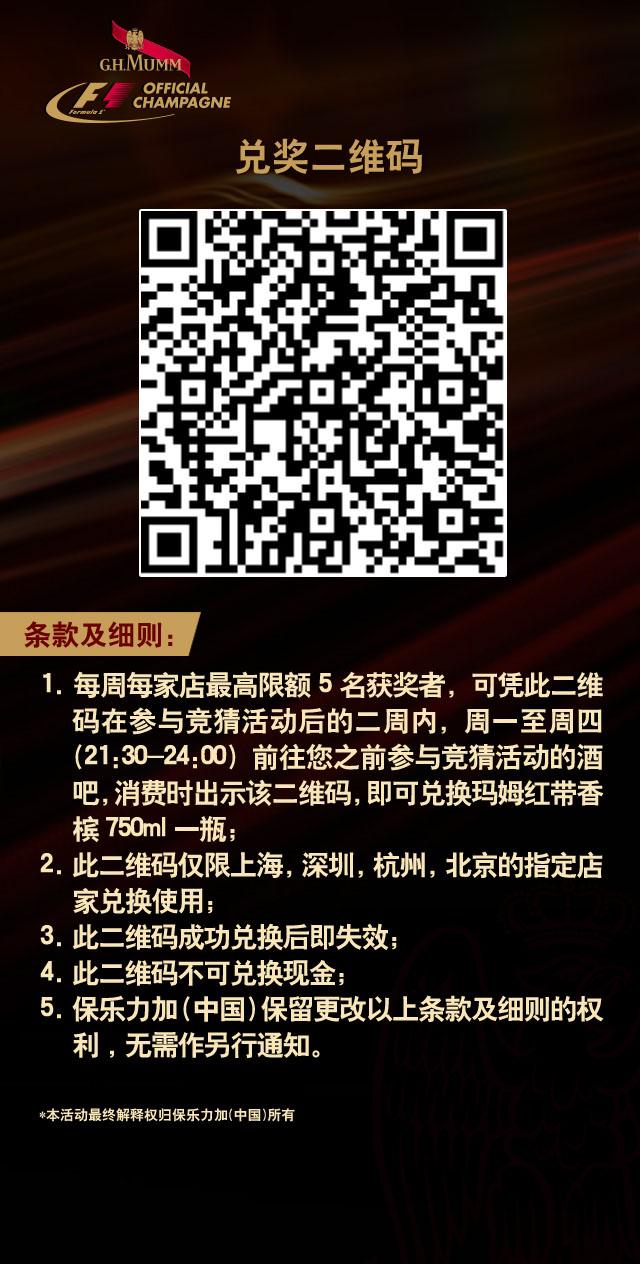 G.H.MUMM
F1 OFFICIAL
Formula 1 CHAMPAGNE
兑奖二维码
条款及细则：
1. 每周每家店最高限额 5 名获奖者，可凭此二维
码在参与竞猜活动后的二周内，周一至周四
(21:30—24:00) 前往您之前参与竞猜活动的酒
吧，消费时出示该二维码，即可兑换玛姆红带香
槟 750ml 一瓶；
2. 此二维码仅限上海，深圳，杭州，北京的指定店
家兑换使用；
3. 此二维码成功兑换后即失效；
4. 此二维码不可兑换现金；
5. 保乐力加(中国)保留更改以上条款及细则的权
利，无需作另行通知。
*本活动最终解释权归保乐力加(中国)所有